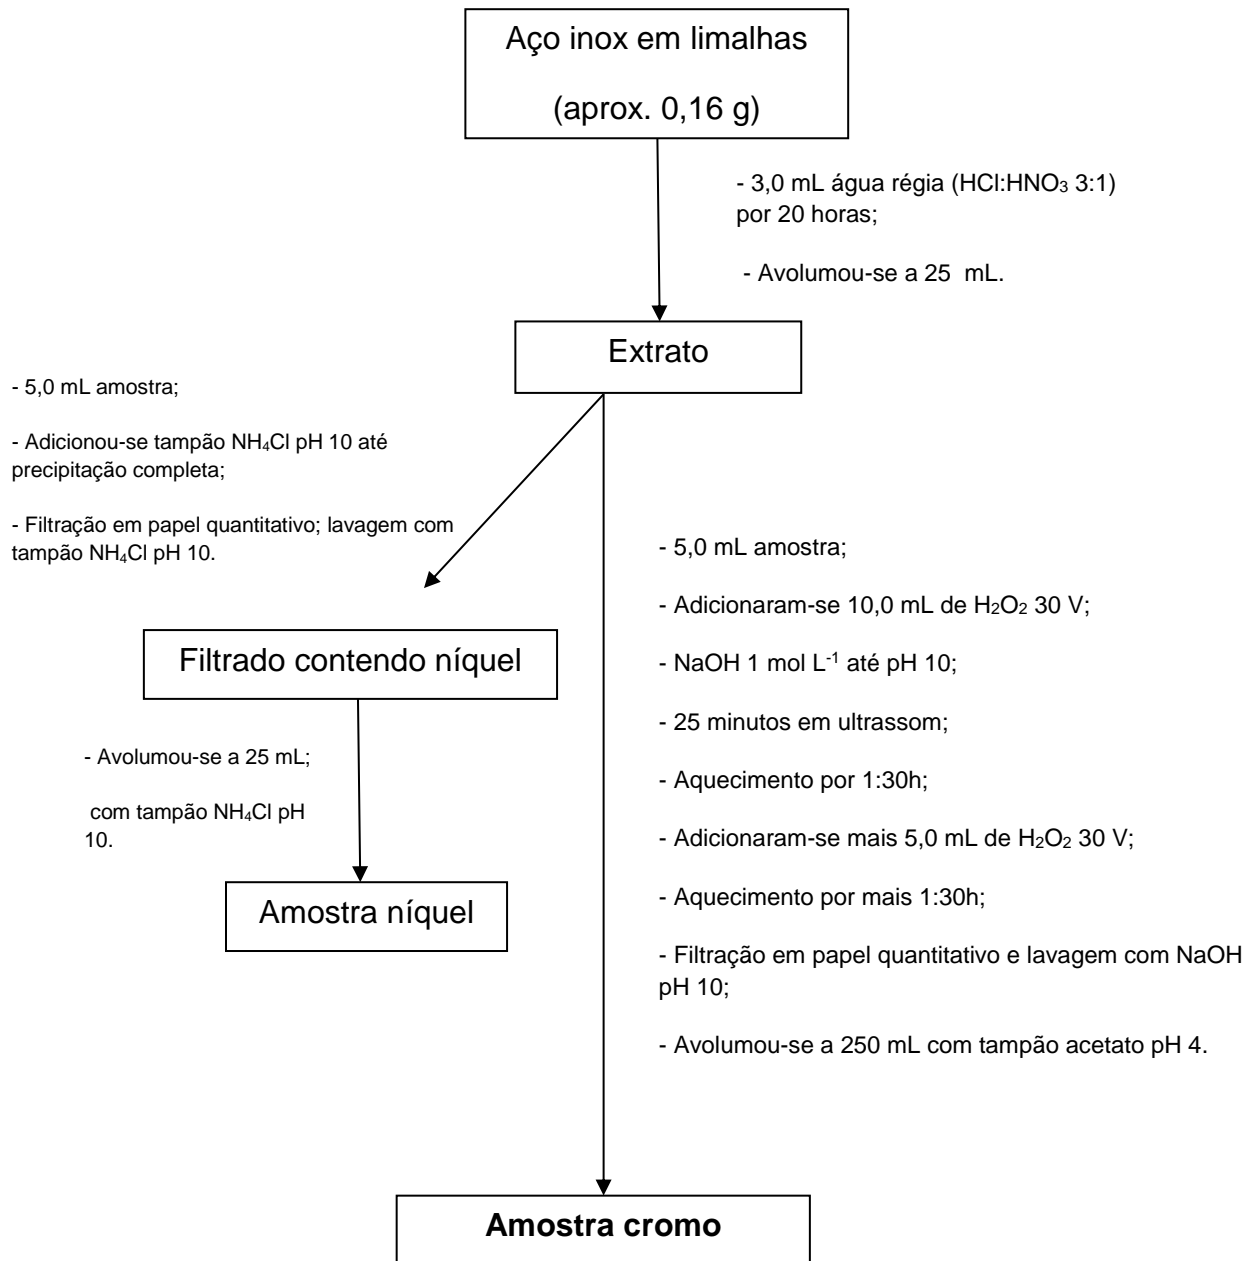 Aço inox em limalhas
(aprox. 0,16 g)
- 3,0 mL água régia (HCl:HNO₃ 3:1)
por 20 horas;
- Avolumou-se a 25 mL.
Extrato
- 5,0 mL amostra;
- Adicionou-se tampão NH₄Cl pH 10 até
precipitação completa;
- Filtração em papel quantitativo; lavagem com
tampão NH₄Cl pH 10.
Filtrado contendo níquel
- Avolumou-se a 25 mL;
com tampão NH₄Cl pH
10.
Amostra níquel
- 5,0 mL amostra;
- Adicionaram-se 10,0 mL de H₂O₂ 30 V;
- NaOH 1 mol L⁻¹ até pH 10;
- 25 minutos em ultrassom;
- Aquecimento por 1:30h;
- Adicionaram-se mais 5,0 mL de H₂O₂ 30 V;
- Aquecimento por mais 1:30h;
- Filtração em papel quantitativo e lavagem com NaOH
pH 10;
- Avolumou-se a 250 mL com tampão acetato pH 4.
Amostra cromo